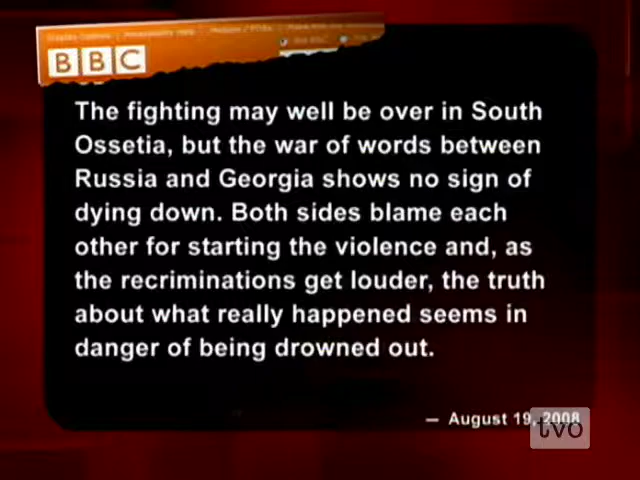 BBC
The fighting may well be over in South
Ossetia, but the war of words between
Russia and Georgia shows no sign of
dying down. Both sides blame each
other for starting the violence and, as
the recriminations get louder, the truth
about what really happened seems in
danger of being drowned out.
— August 19, 2008
tvo